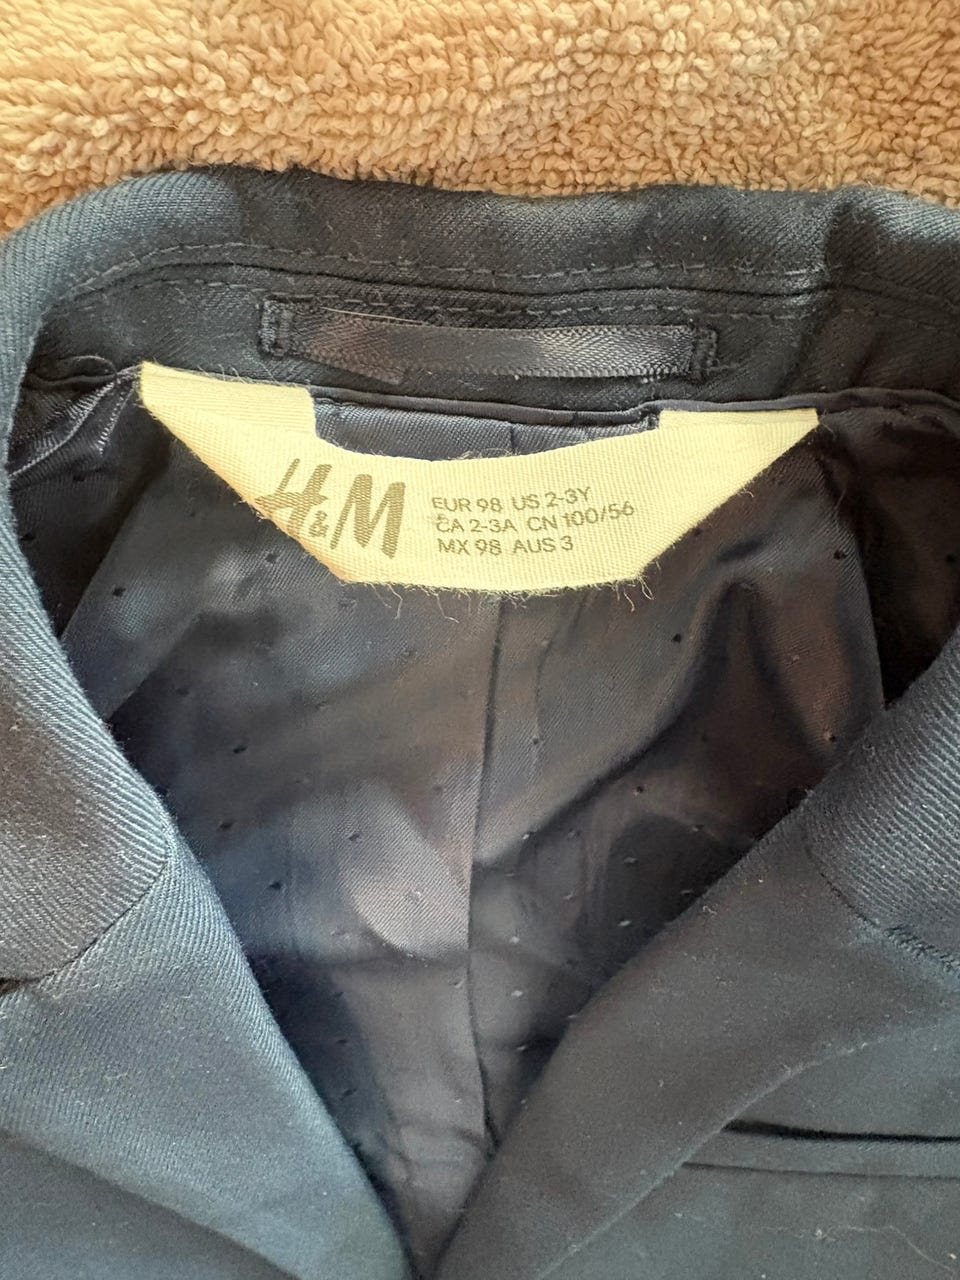 H&M
EUR 98 US 2-3Y
CA 2-3A CN 100/56
MX 98 AUS 3